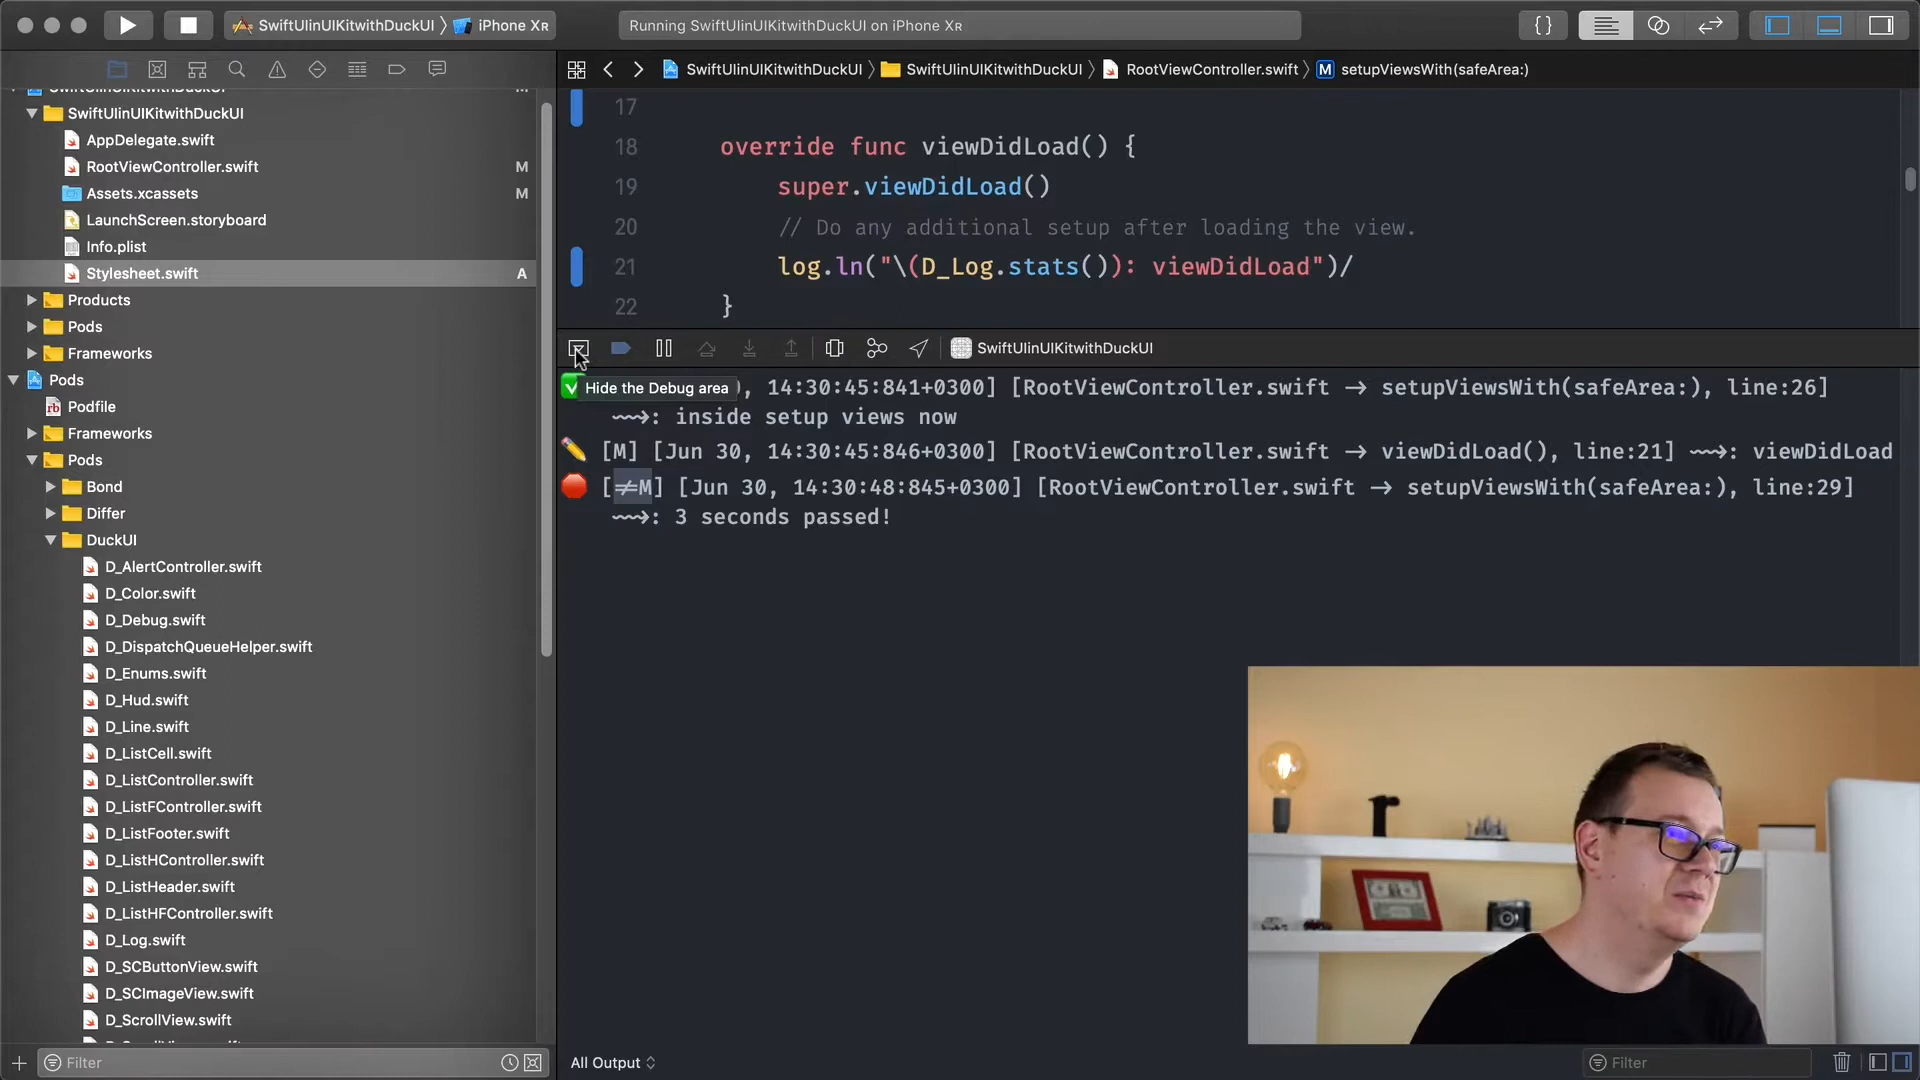 SwiftUIinUIKitwithDuckUI
iPhone XR
Running SwiftUIinUIKitwithDuckUI on iPhone XR
{}
SwiftUIinUIKitwithDuckUI
SwiftUIinUIKitwithDuckUI
RootViewController.swift
M
setupViewsWith(safeArea:)
SwiftUIinUIKitwithDuckUI
M
SwiftUIinUIKitwithDuckUI
AppDelegate.swift
RootViewController.swift
M
Assets.xcassets
M
LaunchScreen.storyboard
Info.plist
Stylesheet.swift
A
Products
Pods
Frameworks
Pods
rb
Podfile
Frameworks
Pods
Bond
Differ
DuckUI
D_AlertController.swift
D_Color.swift
D_Debug.swift
D_DispatchQueueHelper.swift
D_Enums.swift
D_Hud.swift
D_Line.swift
D_ListCell.swift
D_ListController.swift
D_ListFController.swift
D_ListFooter.swift
D_ListHController.swift
D_ListHeader.swift
D_ListHFController.swift
D_Log.swift
D_SCButtonView.swift
D_SCImageView.swift
D_ScrollView.swift
Filter
17
18 override func viewDidLoad() {
19 super.viewDidLoad()
20 // Do any additional setup after loading the view.
21 log.ln("\(D_Log.stats()): viewDidLoad")/
22 }
SwiftUIinUIKitwithDuckUI
Hide the Debug area
, 14:30:45:841+0300] [RootViewController.swift → setupViewsWith(safeArea:), line:26]
⟿: inside setup views now
✏️ [M] [Jun 30, 14:30:45:846+0300] [RootViewController.swift → viewDidLoad(), line:21] ⟿: viewDidLoad
🛑 [≠M] [Jun 30, 14:30:48:845+0300] [RootViewController.swift → setupViewsWith(safeArea:), line:29]
⟿: 3 seconds passed!
All Output
Filter